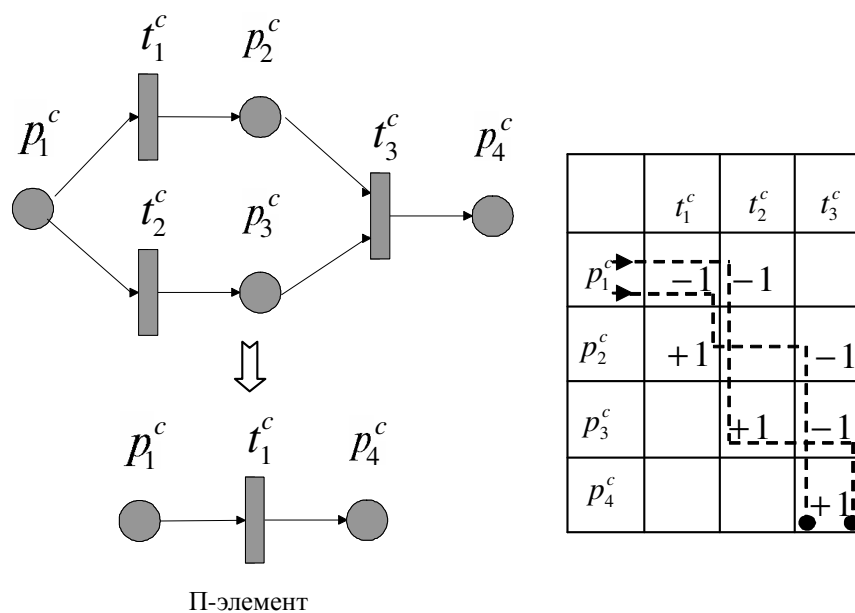 t₁ᶜ p₂ᶜ
p₁ᶜ t₃ᶜ p₄ᶜ
t₂ᶜ p₃ᶜ
p₁ᶜ t₁ᶜ p₄ᶜ
П-элемент
t₁ᶜ t₂ᶜ t₃ᶜ
p₁ᶜ −1 −1
p₂ᶜ +1 −1
p₃ᶜ +1 −1
p₄ᶜ +1